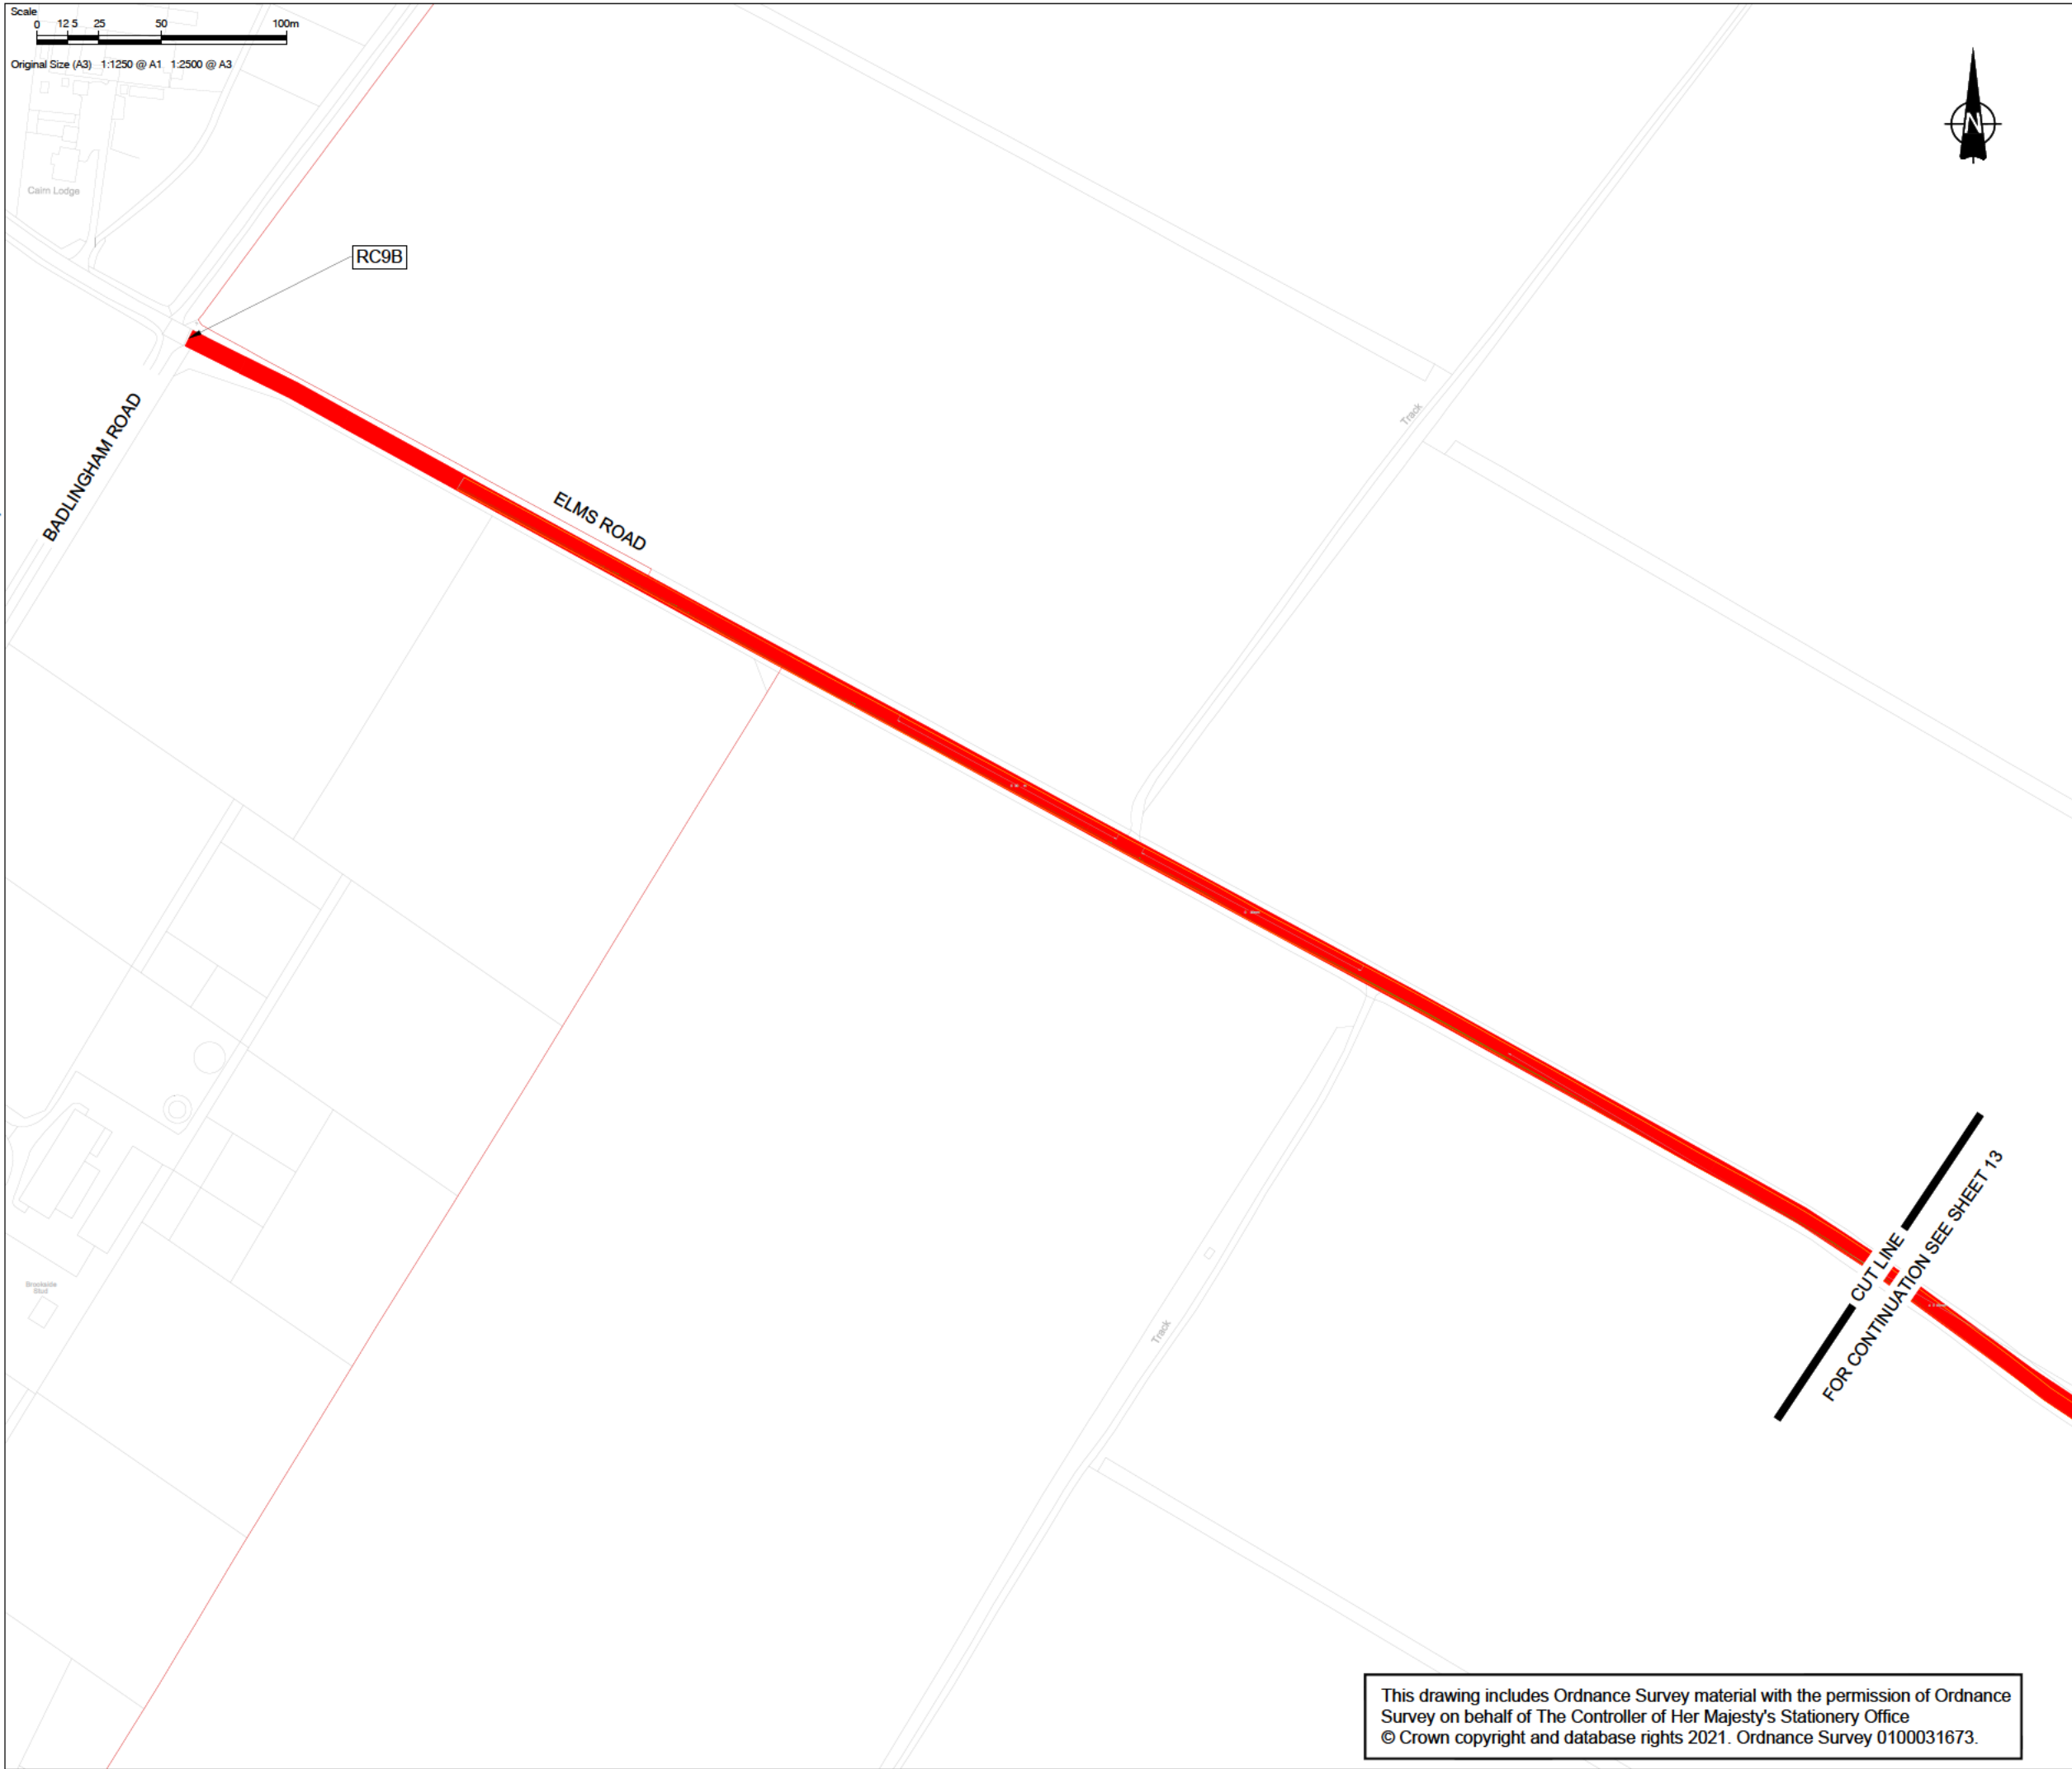 Scale
0 12 5 25 50 100m
Original Size (A3) 1:1250 @ A1 1:2500 @ A3
N
Cairn Lodge
RC9B
BADLINGHAM ROAD
ELMS ROAD
Track
CUT LINE
FOR CONTINUATION SEE SHEET 13
Brookside
Stud
Track
This drawing includes Ordnance Survey material with the permission of Ordnance
Survey on behalf of The Controller of Her Majesty's Stationery Office
© Crown copyright and database rights 2021. Ordnance Survey 0100031673.